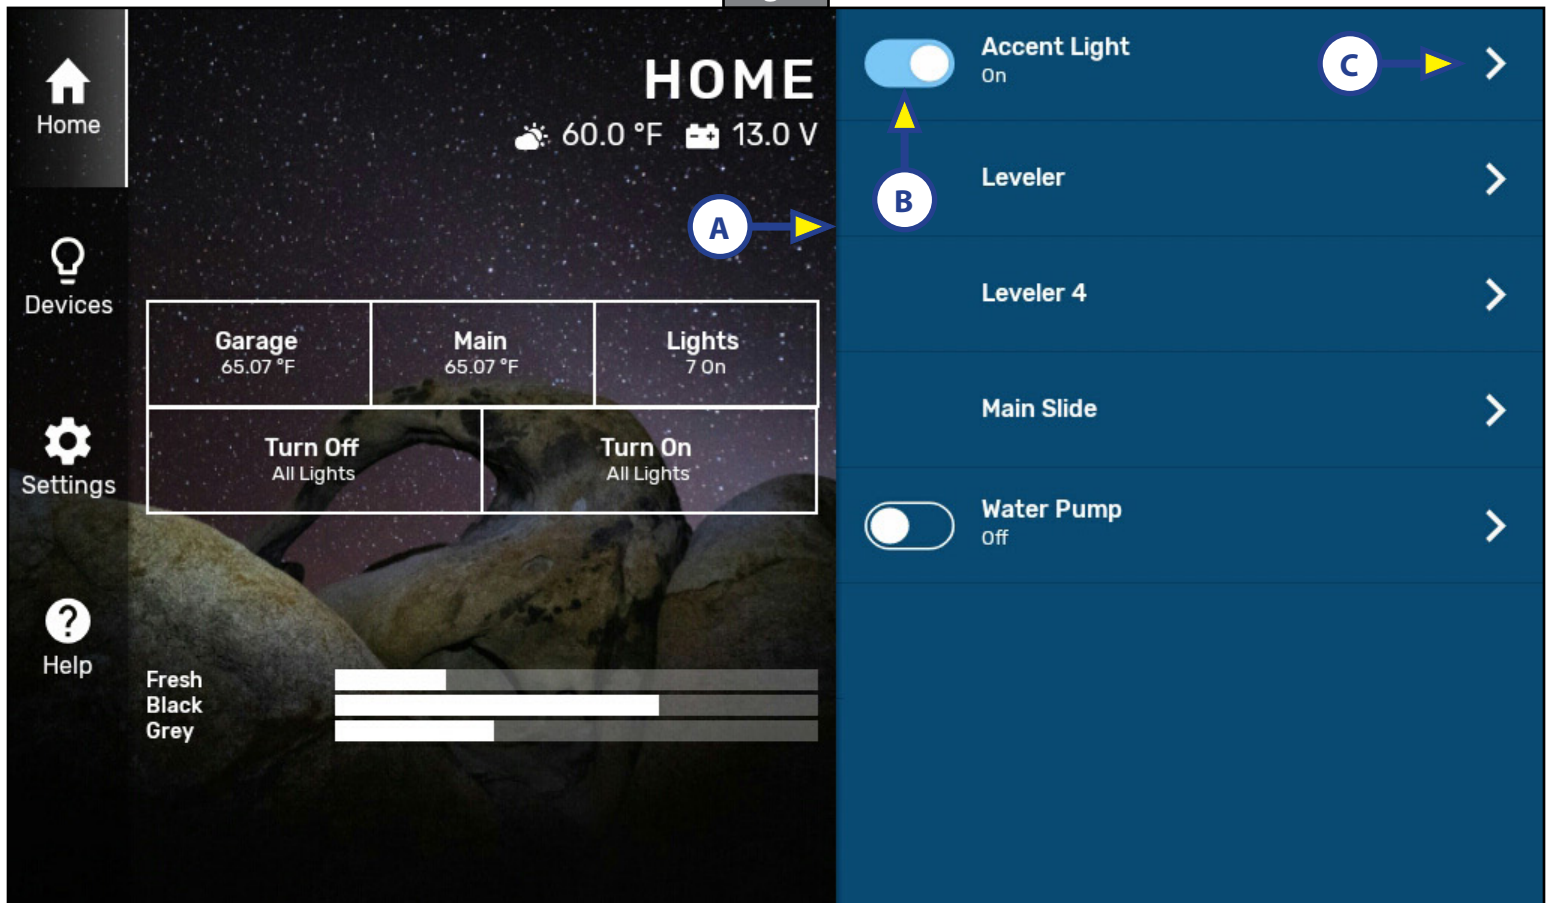 Home
Devices
Settings
Help
HOME
60.0 °F 13.0 V
A
Garage
65.07 °F
Main
65.07 °F
Lights
7 On
Turn Off
All Lights
Turn On
All Lights
Fresh
Black
Grey
Accent Light
On
C
B
Leveler
Leveler 4
Main Slide
Water Pump
Off